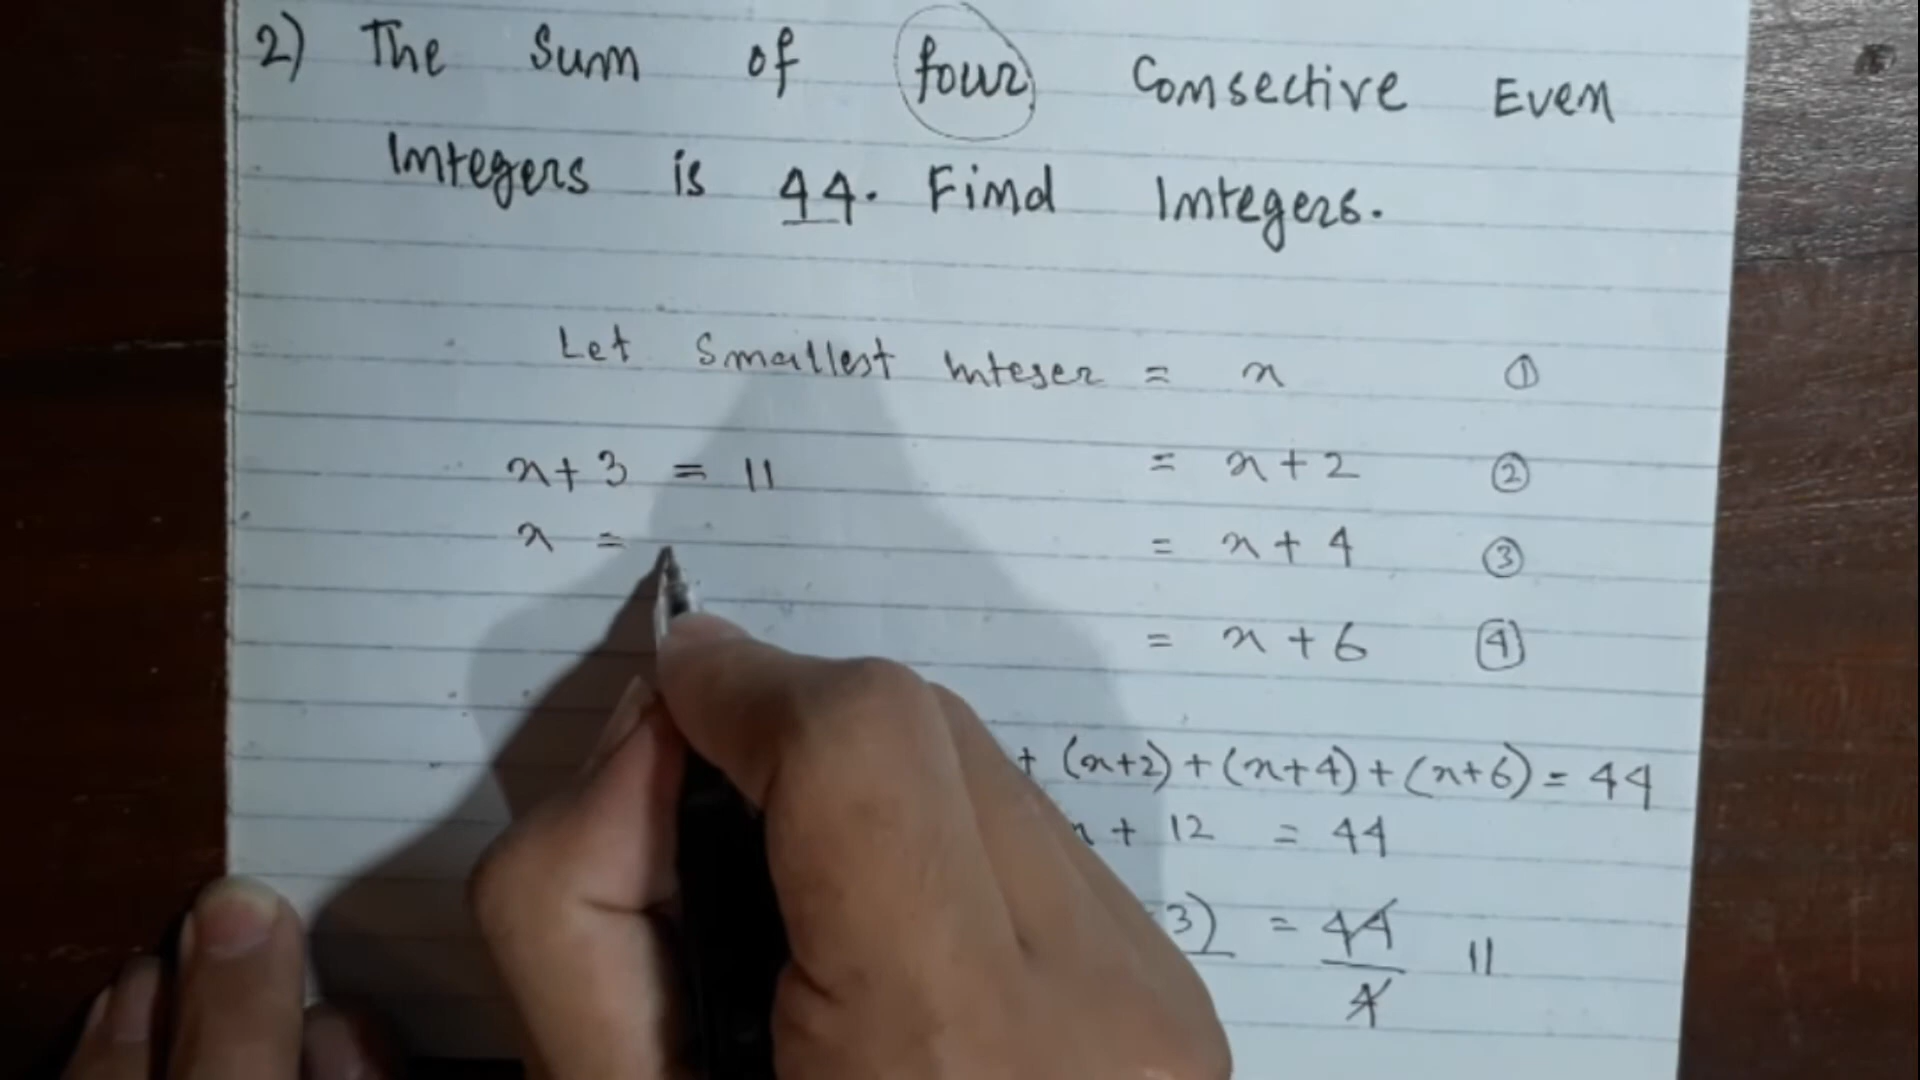 2) The Sum of four Consective Even
Integers is 44. Find Integers.
Let Smallest Integer = x ①
x+3 = 11
= x+2 ②
x =
= x+4 ③
= x+6 ④
+ (x+2)+(x+4)+(x+6)= 44
x + 12 = 44
3) = 44 11
4